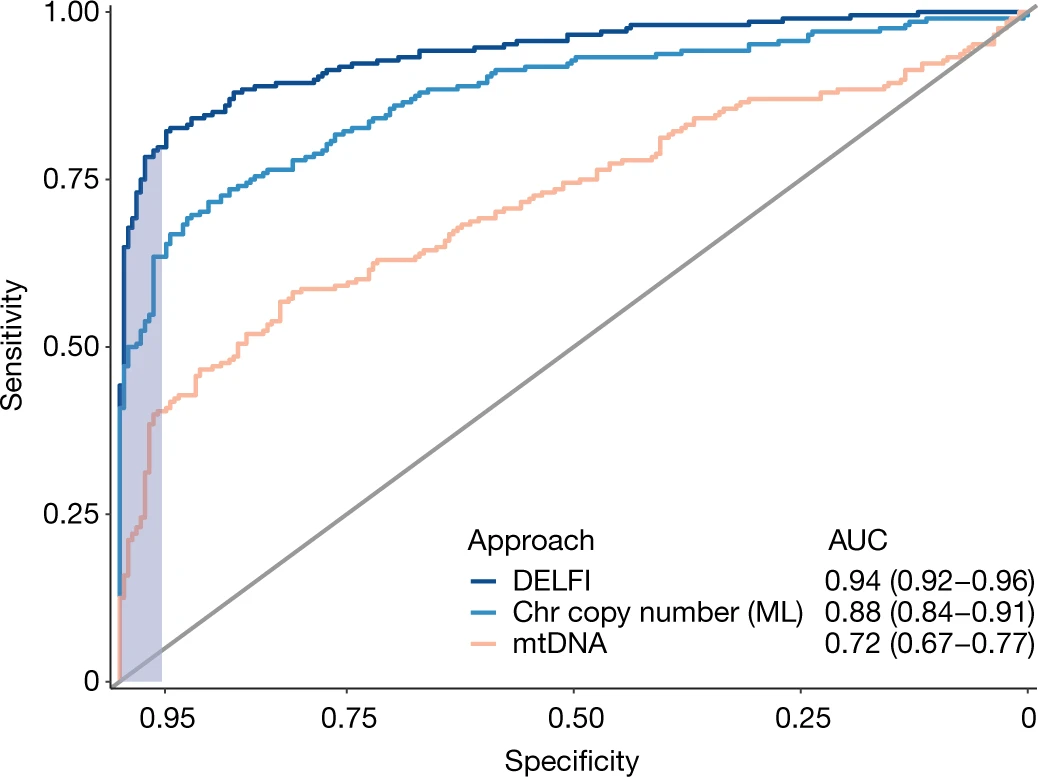 1.00
0.75
0.50
0.25
0
Sensitivity
Approach AUC
DELFI 0.94 (0.92–0.96)
Chr copy number (ML) 0.88 (0.84–0.91)
mtDNA 0.72 (0.67–0.77)
0.95 0.75 0.50 0.25 0
Specificity